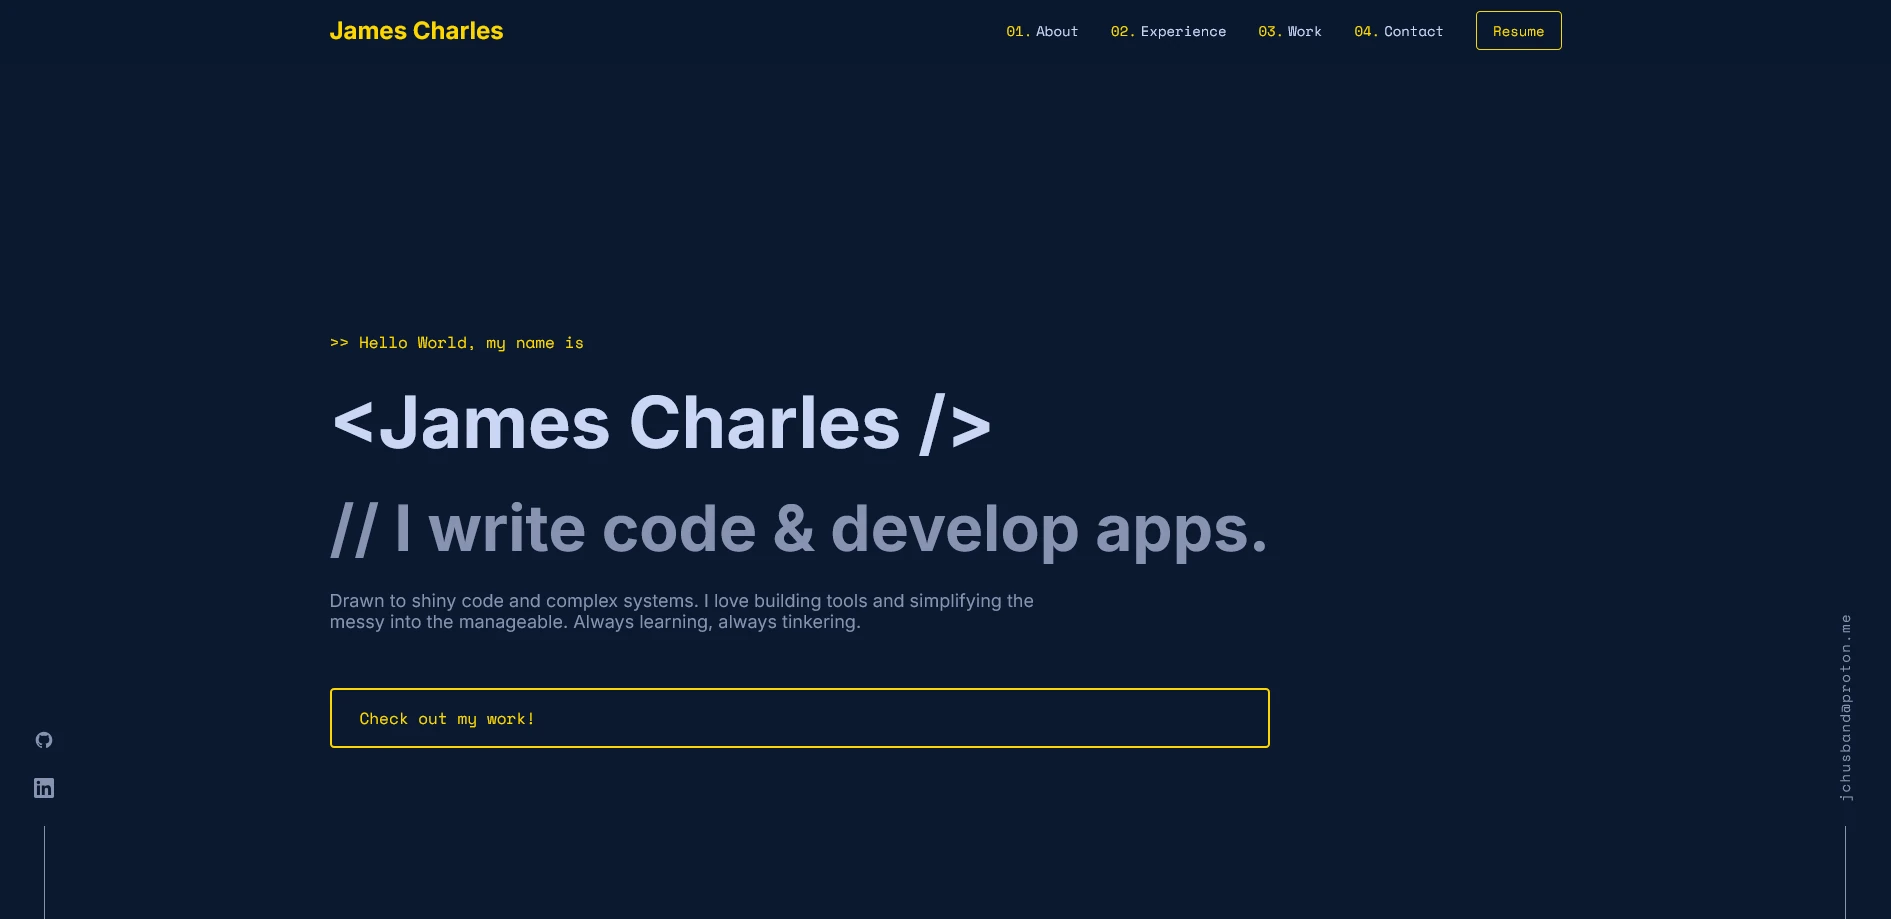 James Charles
01. About 02. Experience 03. Work 04. Contact Resume
>> Hello World, my name is
<James Charles />
// I write code & develop apps.
Drawn to shiny code and complex systems. I love building tools and simplifying the
messy into the manageable. Always learning, always tinkering.
Check out my work!
in
jchusband@proton.me